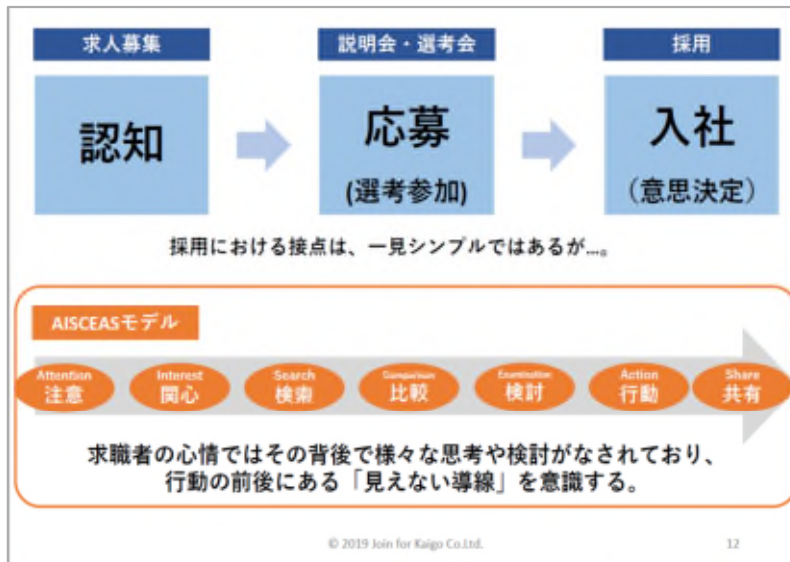 求人募集
説明会・選考会
採用
認知
応募
(選考参加)
入社
（意思決定）
採用における接点は、一見シンプルではあるが…。
AISCEASモデル
Attention
注意
Interest
関心
Search
検索
Comparison
比較
Examination
検討
Action
行動
Share
共有
求職者の心情ではその背後で様々な思考や検討がなされており、
行動の前後にある「見えない導線」を意識する。
© 2019 Join for Kaigo Co.Ltd.
12